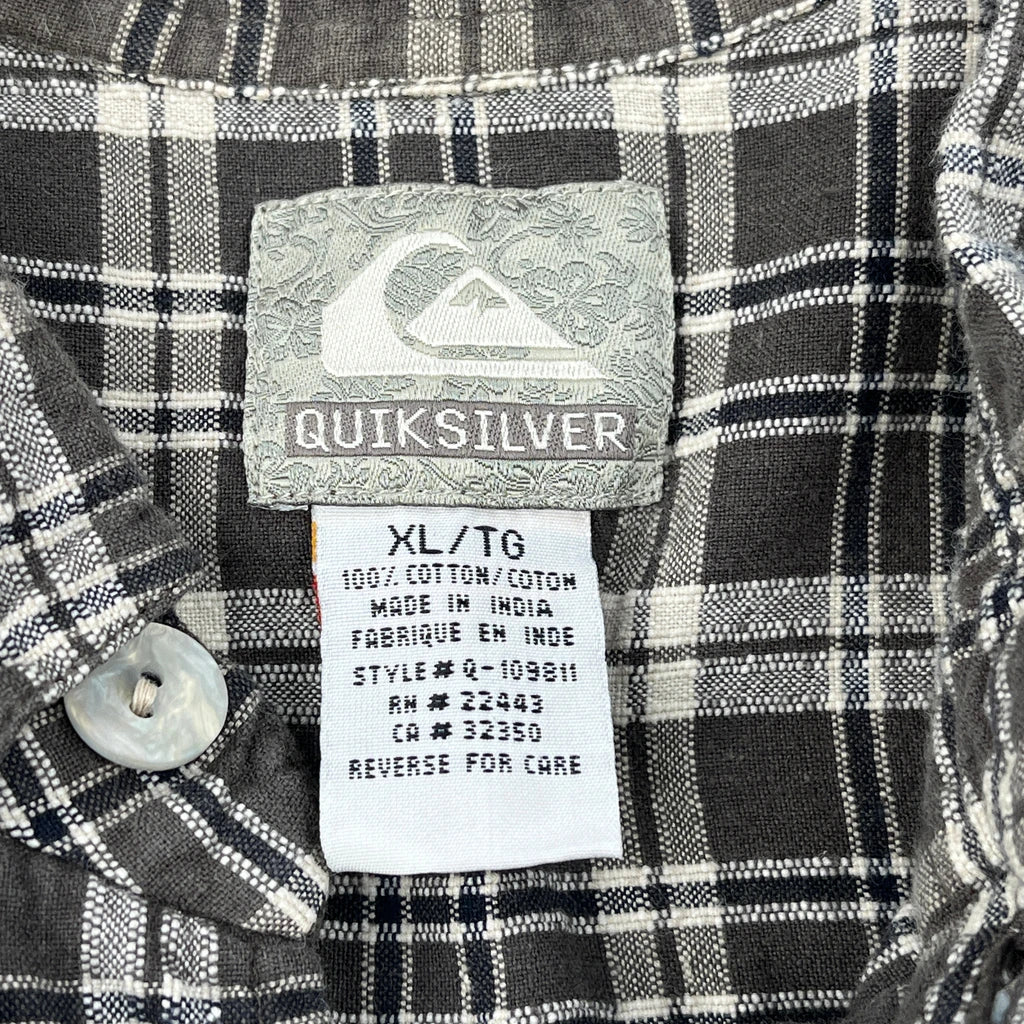 QUIKSILVER
XL/TG
100% COTTON/COTON
MADE IN INDIA
FABRIQUE EN INDE
STYLE# Q-109811
RN # 22443
CA # 32350
REVERSE FOR CARE